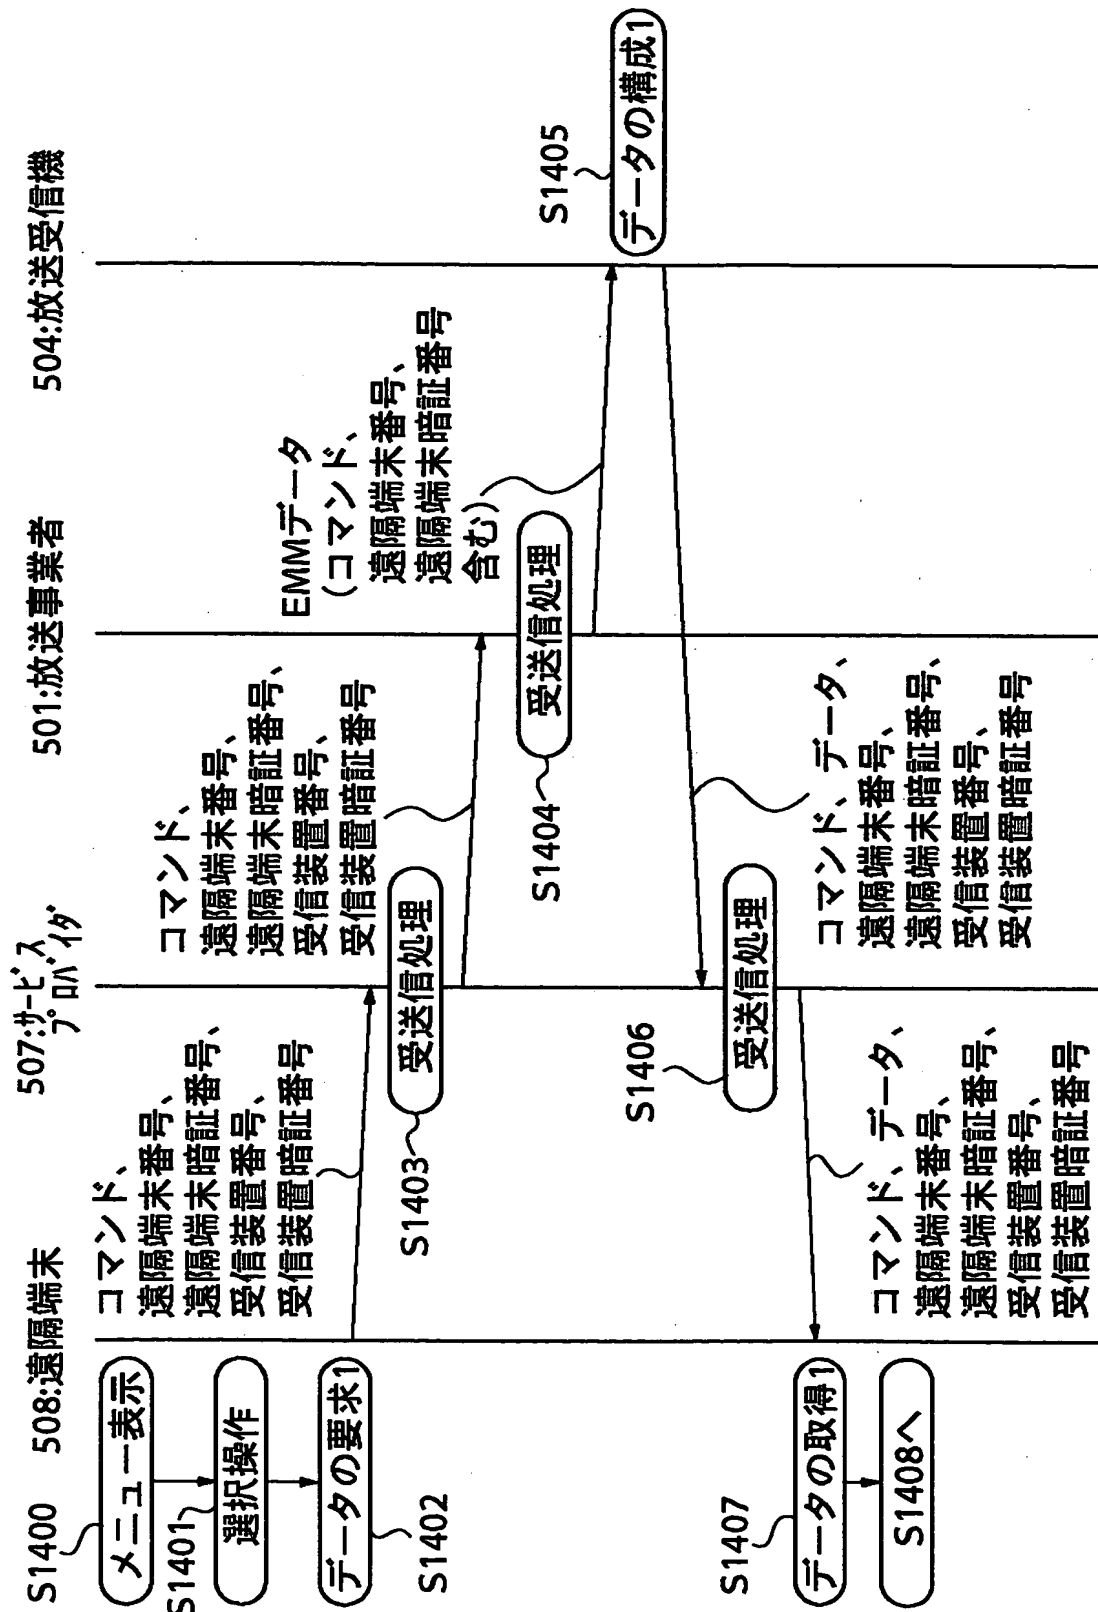 S1400
508:遠隔端末
507:サービス
プロバイダ
501:放送事業者
504:放送受信機
メニュー表示
S1401
選択操作
データの要求1
S1402
コマンド、
遠隔端末番号、
遠隔端末暗証番号、
受信装置番号、
受信装置暗証番号
S1403
受送信処理
コマンド、
遠隔端末番号、
遠隔端末暗証番号、
受信装置番号、
受信装置暗証番号
S1404
受送信処理
EMMデータ
(コマンド、
遠隔端末番号、
遠隔端末暗証番号
含む)
S1405
データの構成1
コマンド、データ、
遠隔端末番号、
遠隔端末暗証番号、
受信装置番号、
受信装置暗証番号
S1406
受送信処理
コマンド、データ、
遠隔端末番号、
遠隔端末暗証番号、
受信装置番号、
受信装置暗証番号
S1407
データの取得1
S1408へ